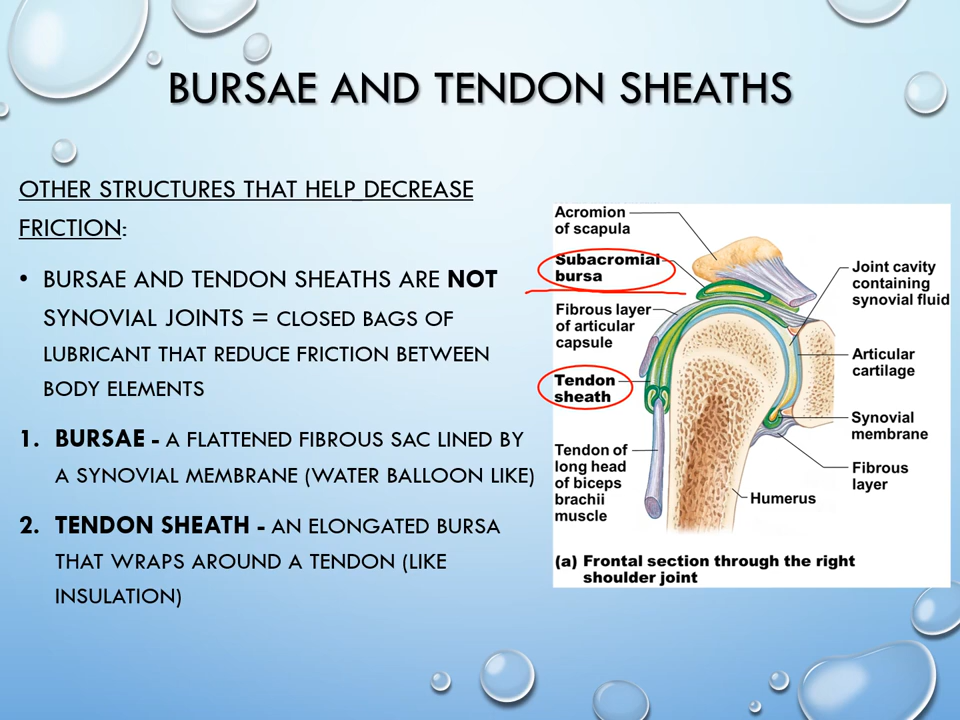 BURSAE AND TENDON SHEATHS
OTHER STRUCTURES THAT HELP DECREASE
FRICTION:
• BURSAE AND TENDON SHEATHS ARE NOT
SYNOVIAL JOINTS = CLOSED BAGS OF
LUBRICANT THAT REDUCE FRICTION BETWEEN
BODY ELEMENTS
1. BURSAE - A FLATTENED FIBROUS SAC LINED BY
A SYNOVIAL MEMBRANE (WATER BALLOON LIKE)
2. TENDON SHEATH - AN ELONGATED BURSA
THAT WRAPS AROUND A TENDON (LIKE
INSULATION)
Acromion
of scapula
Subacromial
bursa
Fibrous layer
of articular
capsule
Tendon
sheath
Tendon of
long head
of biceps
brachii
muscle
Joint cavity
containing
synovial fluid
Articular
cartilage
Synovial
membrane
Fibrous
layer
Humerus
(a) Frontal section through the right
shoulder joint